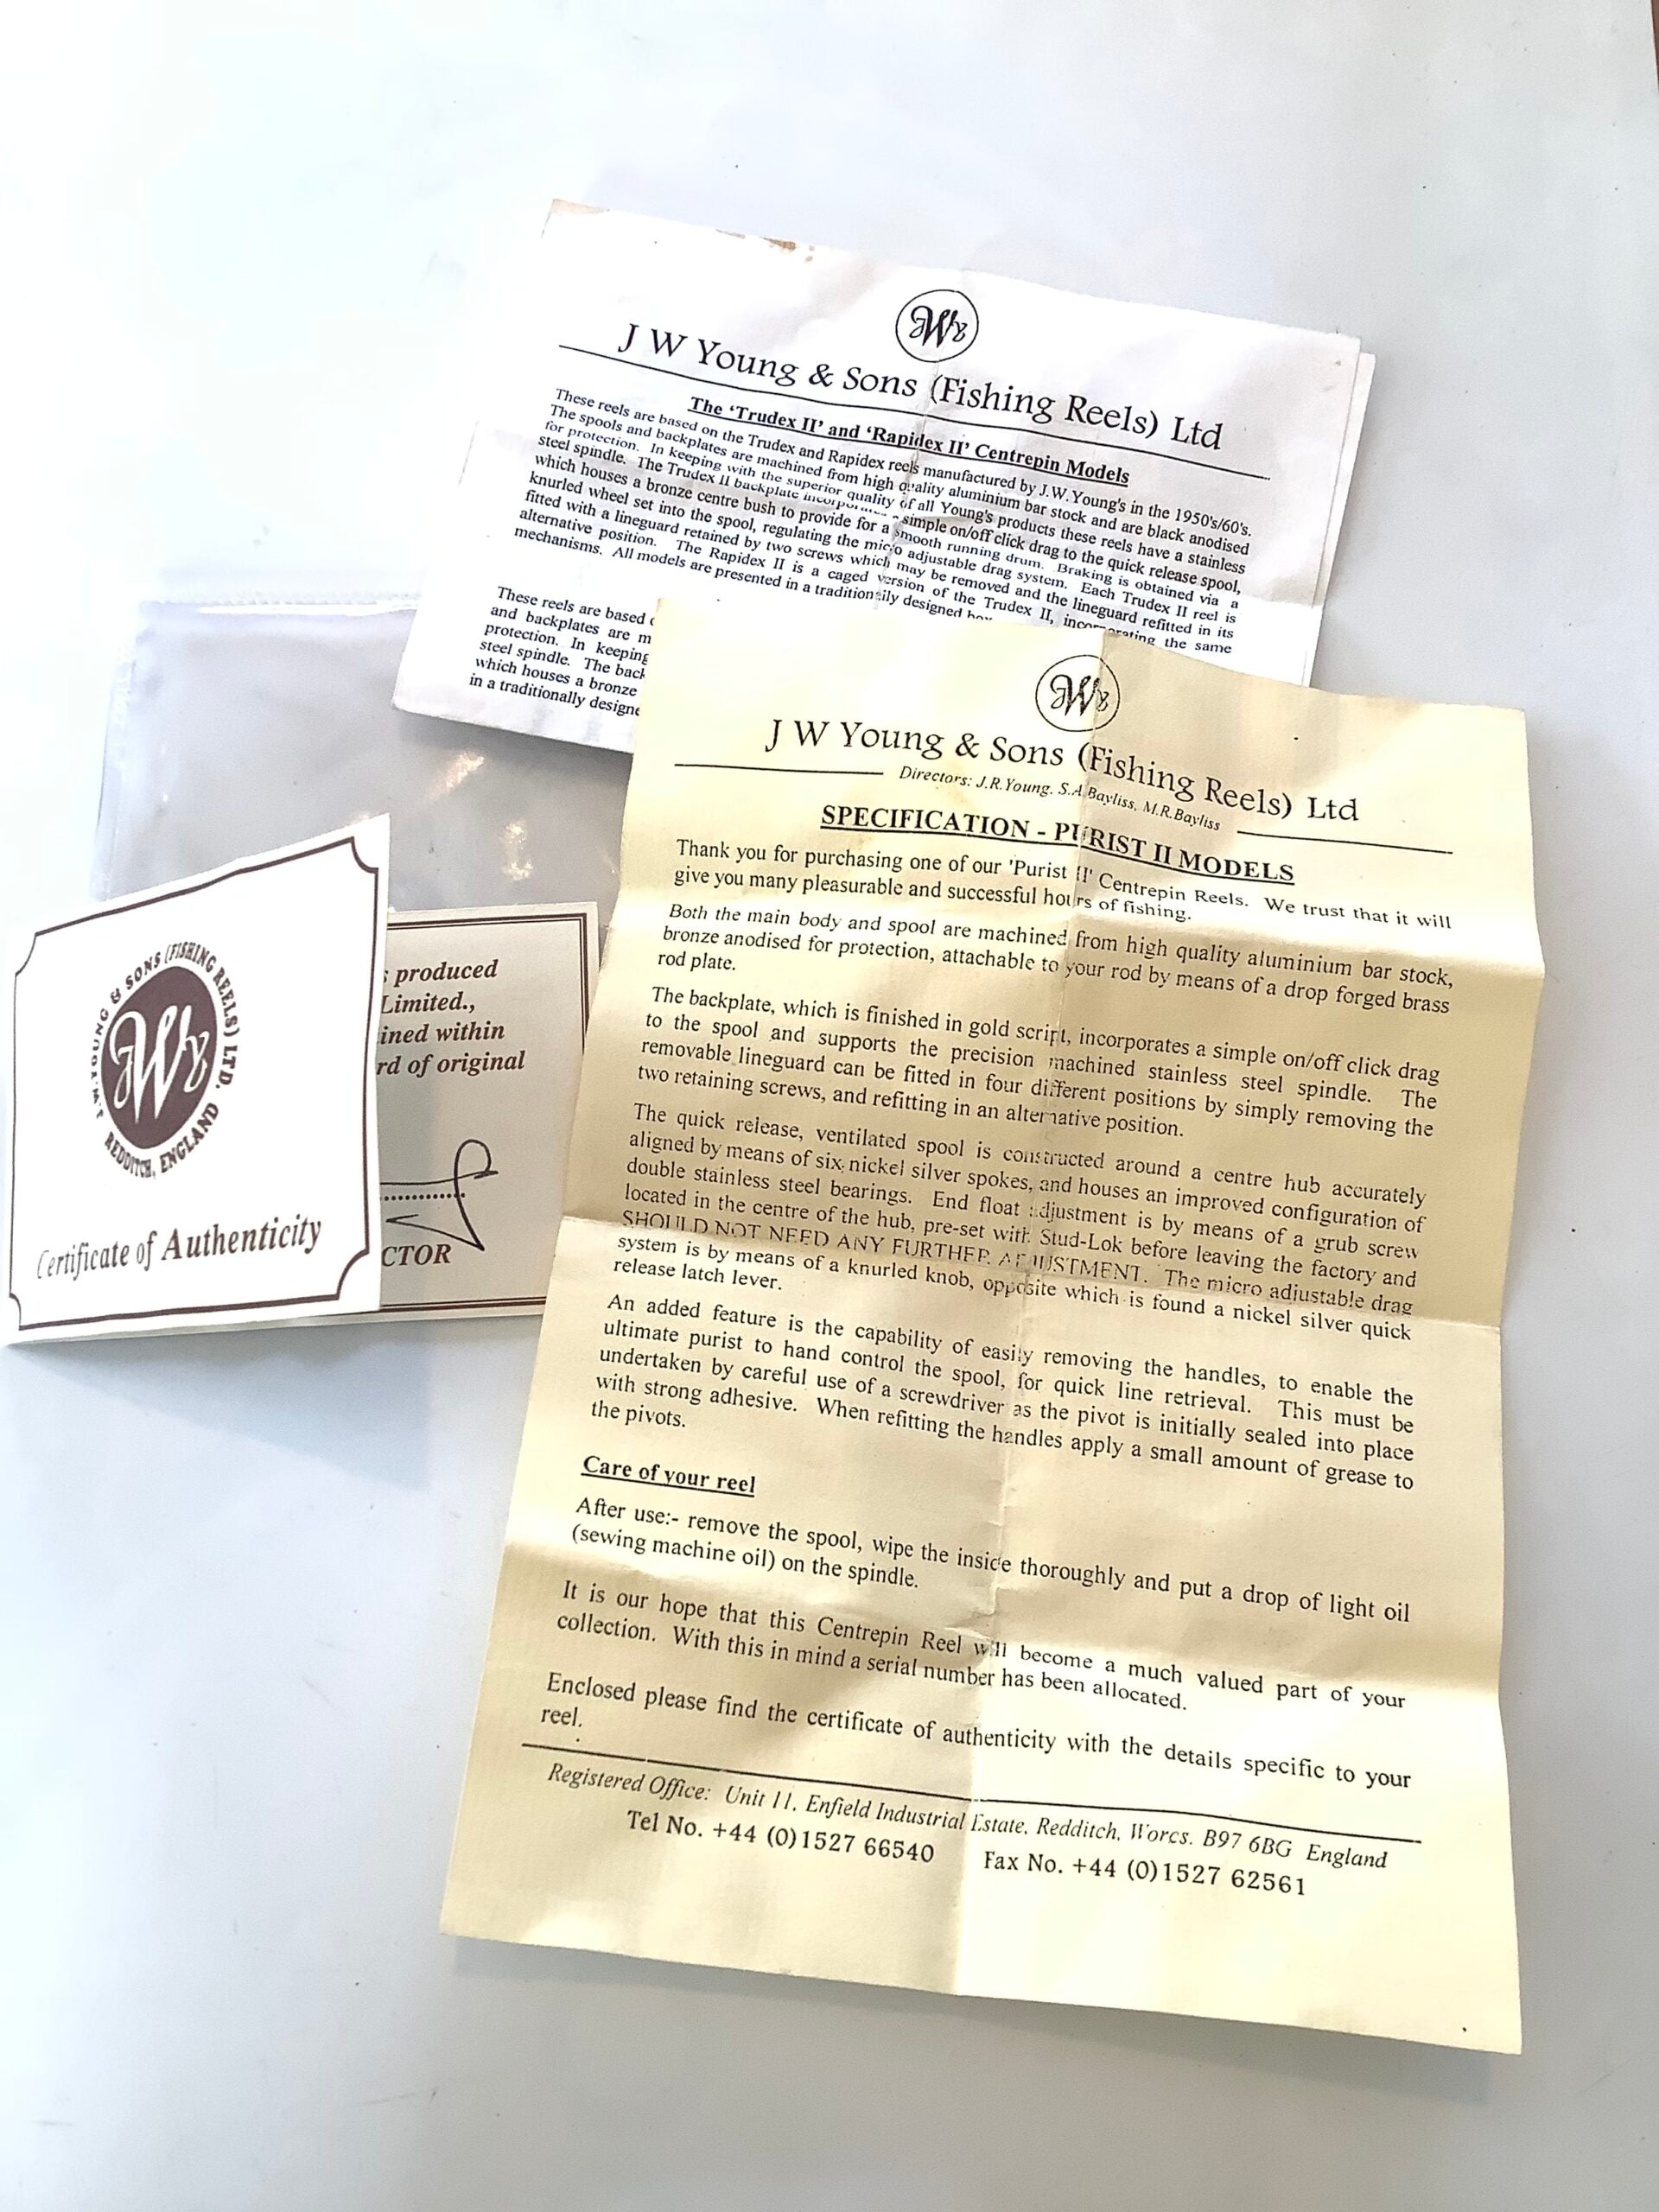 JWY
J W Young & Sons (Fishing Reels) Ltd
The ‘Trudex II’ and ‘Rapidex II’ Centrepin Models
These reels are based on the Trudex and Rapidex reels manufactured by J.W.Young's in the 1950's/60's.
The spools and backplates are machined from high quality aluminium bar stock and are black anodised
for protection. In keeping with the superior quality of all Young's products these reels have a stainless
steel spindle. The Trudex II backplate incorporates a simple on/off click drag to the quick release spool,
which houses a bronze centre bush to provide for a smooth running drum. Braking is obtained via a
knurled wheel set into the spool, regulating the micro adjustable drag system. Each Trudex II reel is
fitted with a lineguard retained by two screws which may be removed and the lineguard refitted in its
alternative position. The Rapidex II is a caged version of the Trudex II, incorporating the same
mechanisms. All models are presented in a traditionally designed box
These reels are based
and backplates are m
protection. In keeping
steel spindle. The back
which houses a bronze
in a traditionally designe
JWY
J W Young & Sons (Fishing Reels) Ltd
Directors: J.R.Young. S.A.Bayliss, M.R.Bayliss
SPECIFICATION - PURIST II MODELS
Thank you for purchasing one of our 'Purist II' Centrepin Reels. We trust that it will
give you many pleasurable and successful hours of fishing.
Both the main body and spool are machined from high quality aluminium bar stock,
bronze anodised for protection, attachable to your rod by means of a drop forged brass
rod plate.
The backplate, which is finished in gold script, incorporates a simple on/off click drag
to the spool and supports the precision machined stainless steel spindle. The
removable lineguard can be fitted in four different positions by simply removing the
two retaining screws, and refitting in an alternative position.
The quick release, ventilated spool is constructed around a centre hub accurately
aligned by means of six nickel silver spokes, and houses an improved configuration of
double stainless steel bearings. End float adjustment is by means of a grub screw
located in the centre of the hub, pre-set with Stud-Lok before leaving the factory and
SHOULD NOT NEED ANY FURTHER ADJUSTMENT. The micro adjustable drag
system is by means of a knurled knob, opposite which is found a nickel silver quick
release latch lever.
An added feature is the capability of easily removing the handles, to enable the
ultimate purist to hand control the spool, for quick line retrieval. This must be
undertaken by careful use of a screwdriver as the pivot is initially sealed into place
with strong adhesive. When refitting the handles apply a small amount of grease to
the pivots.
Care of your reel
After use:- remove the spool, wipe the inside thoroughly and put a drop of light oil
(sewing machine oil) on the spindle.
It is our hope that this Centrepin Reel will become a much valued part of your
collection. With this in mind a serial number has been allocated.
Enclosed please find the certificate of authenticity with the details specific to your
reel.
Registered Office: Unit 11, Enfield Industrial Estate, Redditch, Worcs. B97 6BG England
Tel No. +44 (0)1527 66540 Fax No. +44 (0)1527 62561
J.W.YOUNG & SONS (FISHING REELS) LTD.
JWY
REDDITCH, ENGLAND
Certificate of Authenticity
s produced
Limited.,
ined within
rd of original
CTOR